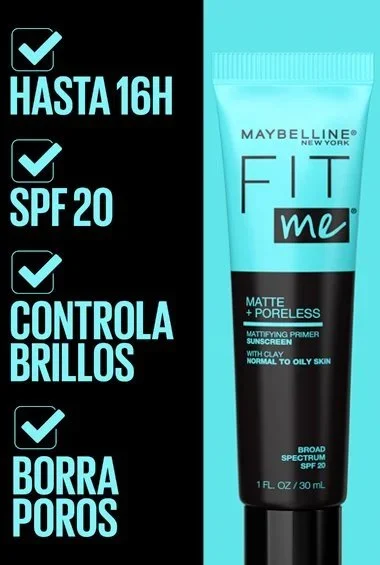 HASTA 16H
SPF 20
CONTROLA
BRILLOS
BORRA
POROS
MAYBELLINE®
NEW YORK
FIT
me®
MATTE
+ PORELESS
MATTIFYING PRIMER
SUNSCREEN
WITH CLAY
NORMAL TO OILY SKIN
BROAD
SPECTRUM
SPF 20
1 FL. OZ / 30 mL